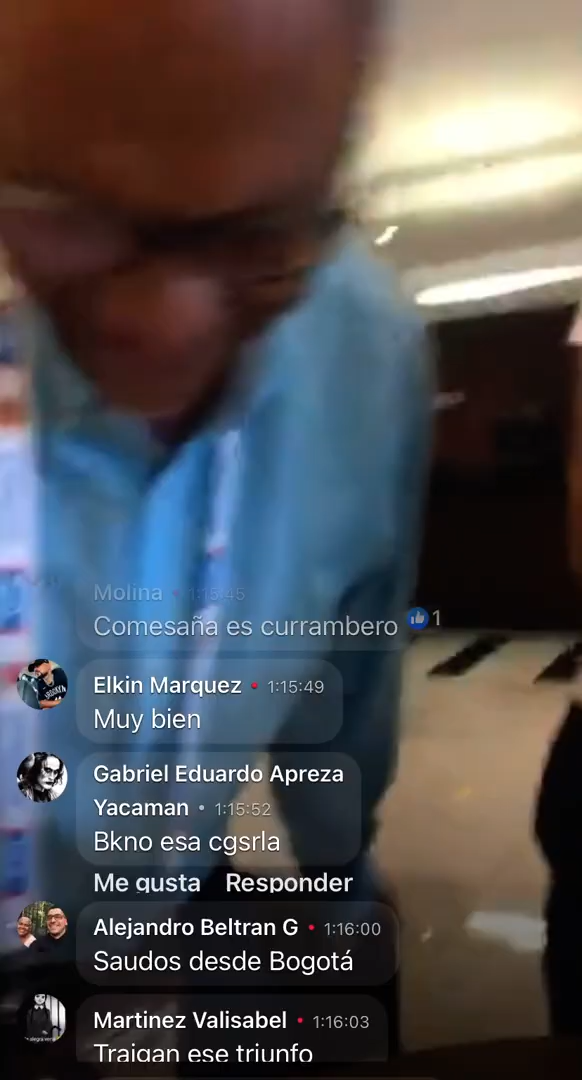 Molina • 1:15:45
Comesaña es currambero 1
Elkin Marquez • 1:15:49
Muy bien
Gabriel Eduardo Apreza
Yacaman • 1:15:52
Bkno esa cgsrla
Me gusta Responder
Alejandro Beltran G • 1:16:00
Saudos desde Bogotá
Martinez Valisabel • 1:16:03
Traigan ese triunfo